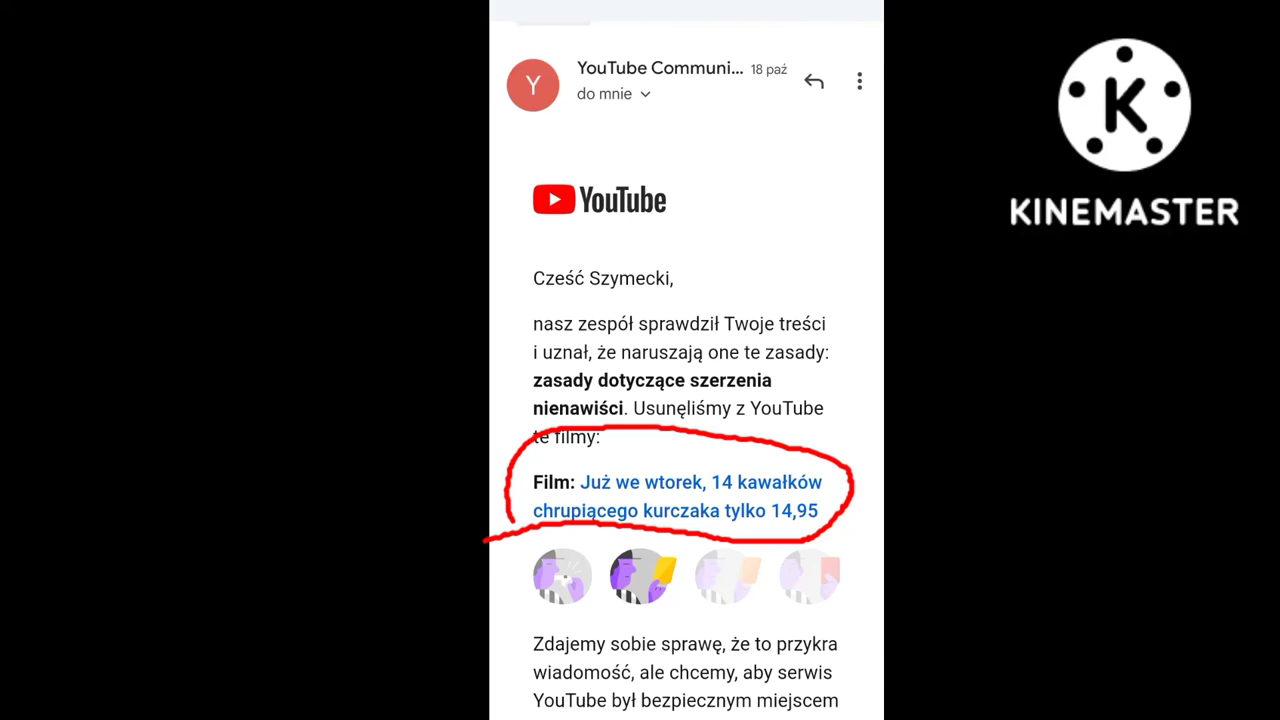 YouTube Communi... 18 paź
do mnie
Y
YouTube
Cześć Szymecki,
nasz zespół sprawdził Twoje treści
i uznał, że naruszają one te zasady:
zasady dotyczące szerzenia
nienawiści. Usunęliśmy z YouTube
te filmy:
Film: Już we wtorek, 14 kawałków
chrupiącego kurczaka tylko 14,95
Zdajemy sobie sprawę, że to przykra
wiadomość, ale chcemy, aby serwis
YouTube był bezpiecznym miejscem
K
KINEMASTER